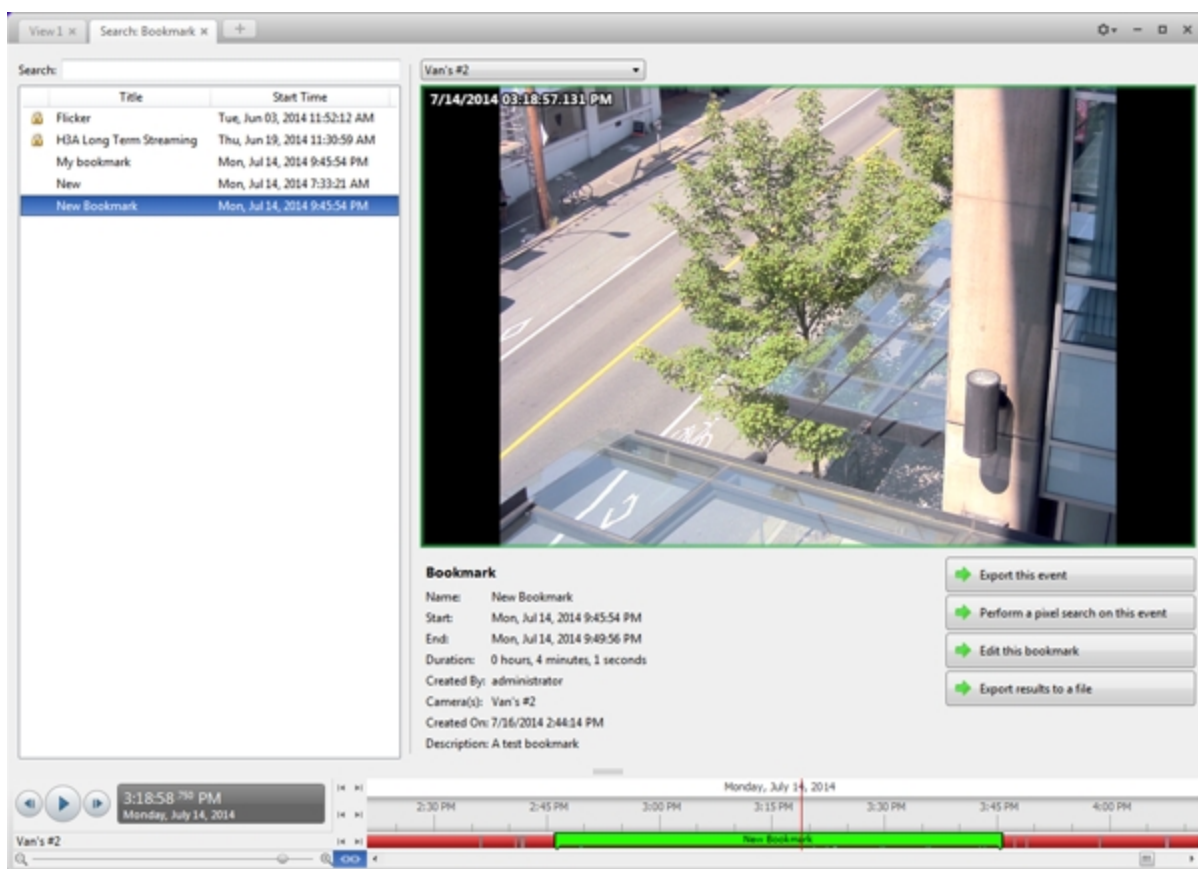 View 1
Search: Bookmark
Search:
Van's #2
Title Start Time
Flicker Tue, Jun 03, 2014 11:52:12 AM
H3A Long Term Streaming Thu, Jun 19, 2014 11:30:59 AM
My bookmark Mon, Jul 14, 2014 9:45:54 PM
New Mon, Jul 14, 2014 7:33:21 AM
New Bookmark Mon, Jul 14, 2014 9:45:54 PM
7/14/2014 03:18:57.131 PM
Bookmark
Name: New Bookmark
Start: Mon, Jul 14, 2014 9:45:54 PM
End: Mon, Jul 14, 2014 9:49:56 PM
Duration: 0 hours, 4 minutes, 1 seconds
Created By: administrator
Camera(s): Van's #2
Created On: 7/16/2014 2:44:14 PM
Description: A test bookmark
Export this event
Perform a pixel search on this event
Edit this bookmark
Export results to a file
3:18:58.750 PM
Monday, July 14, 2014
Monday, July 14, 2014
2:30 PM 2:45 PM 3:00 PM 3:15 PM 3:30 PM 3:45 PM 4:00 PM
Van's #2
New Bookmark